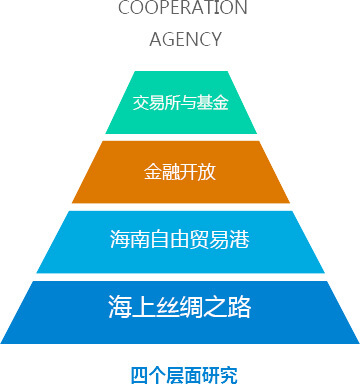 COOPERATION
AGENCY
交易所与基金
金融开放
海南自由贸易港
海上丝绸之路
四个层面研究